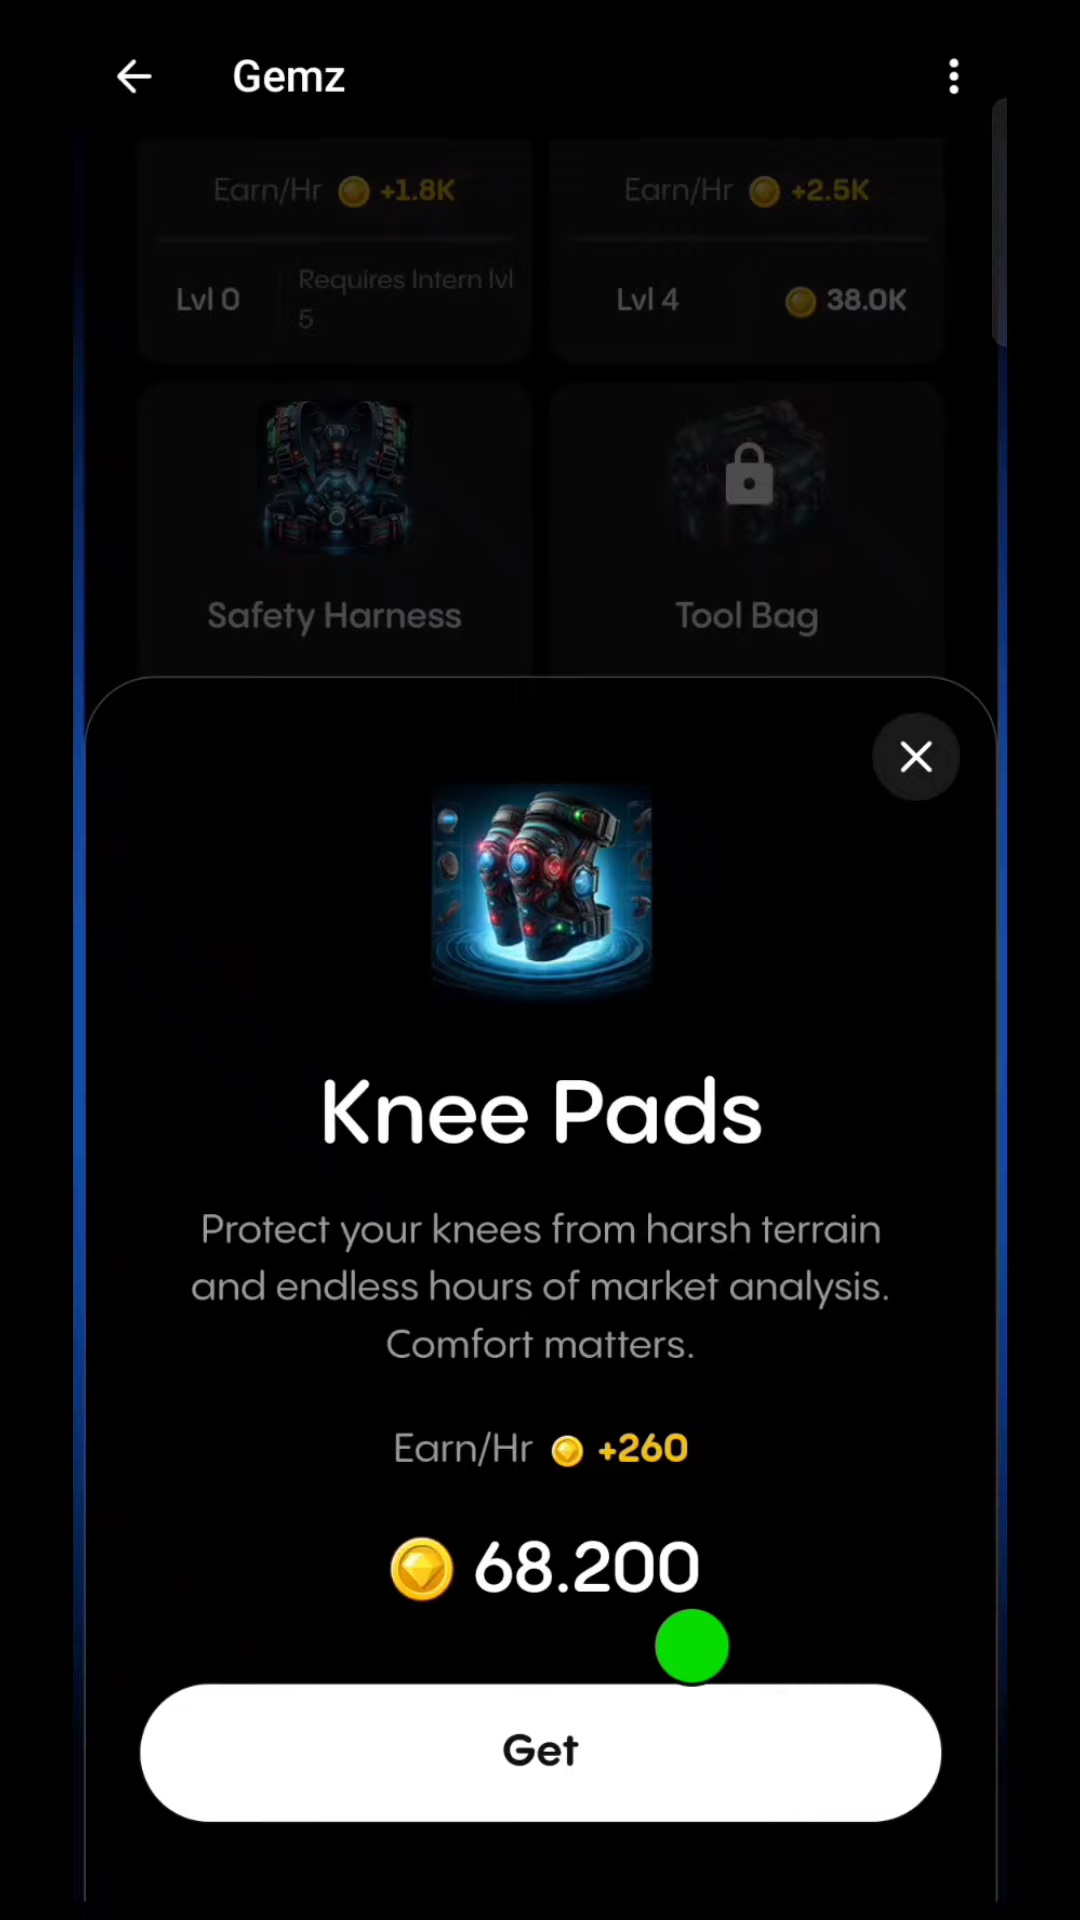 Gemz
Earn/Hr +1.8K
Earn/Hr +2.5K
Lvl 0
Requires Intern lvl
5
Lvl 4
38.0K
Safety Harness
Tool Bag
Knee Pads
Protect your knees from harsh terrain
and endless hours of market analysis.
Comfort matters.
Earn/Hr +260
68.200
Get